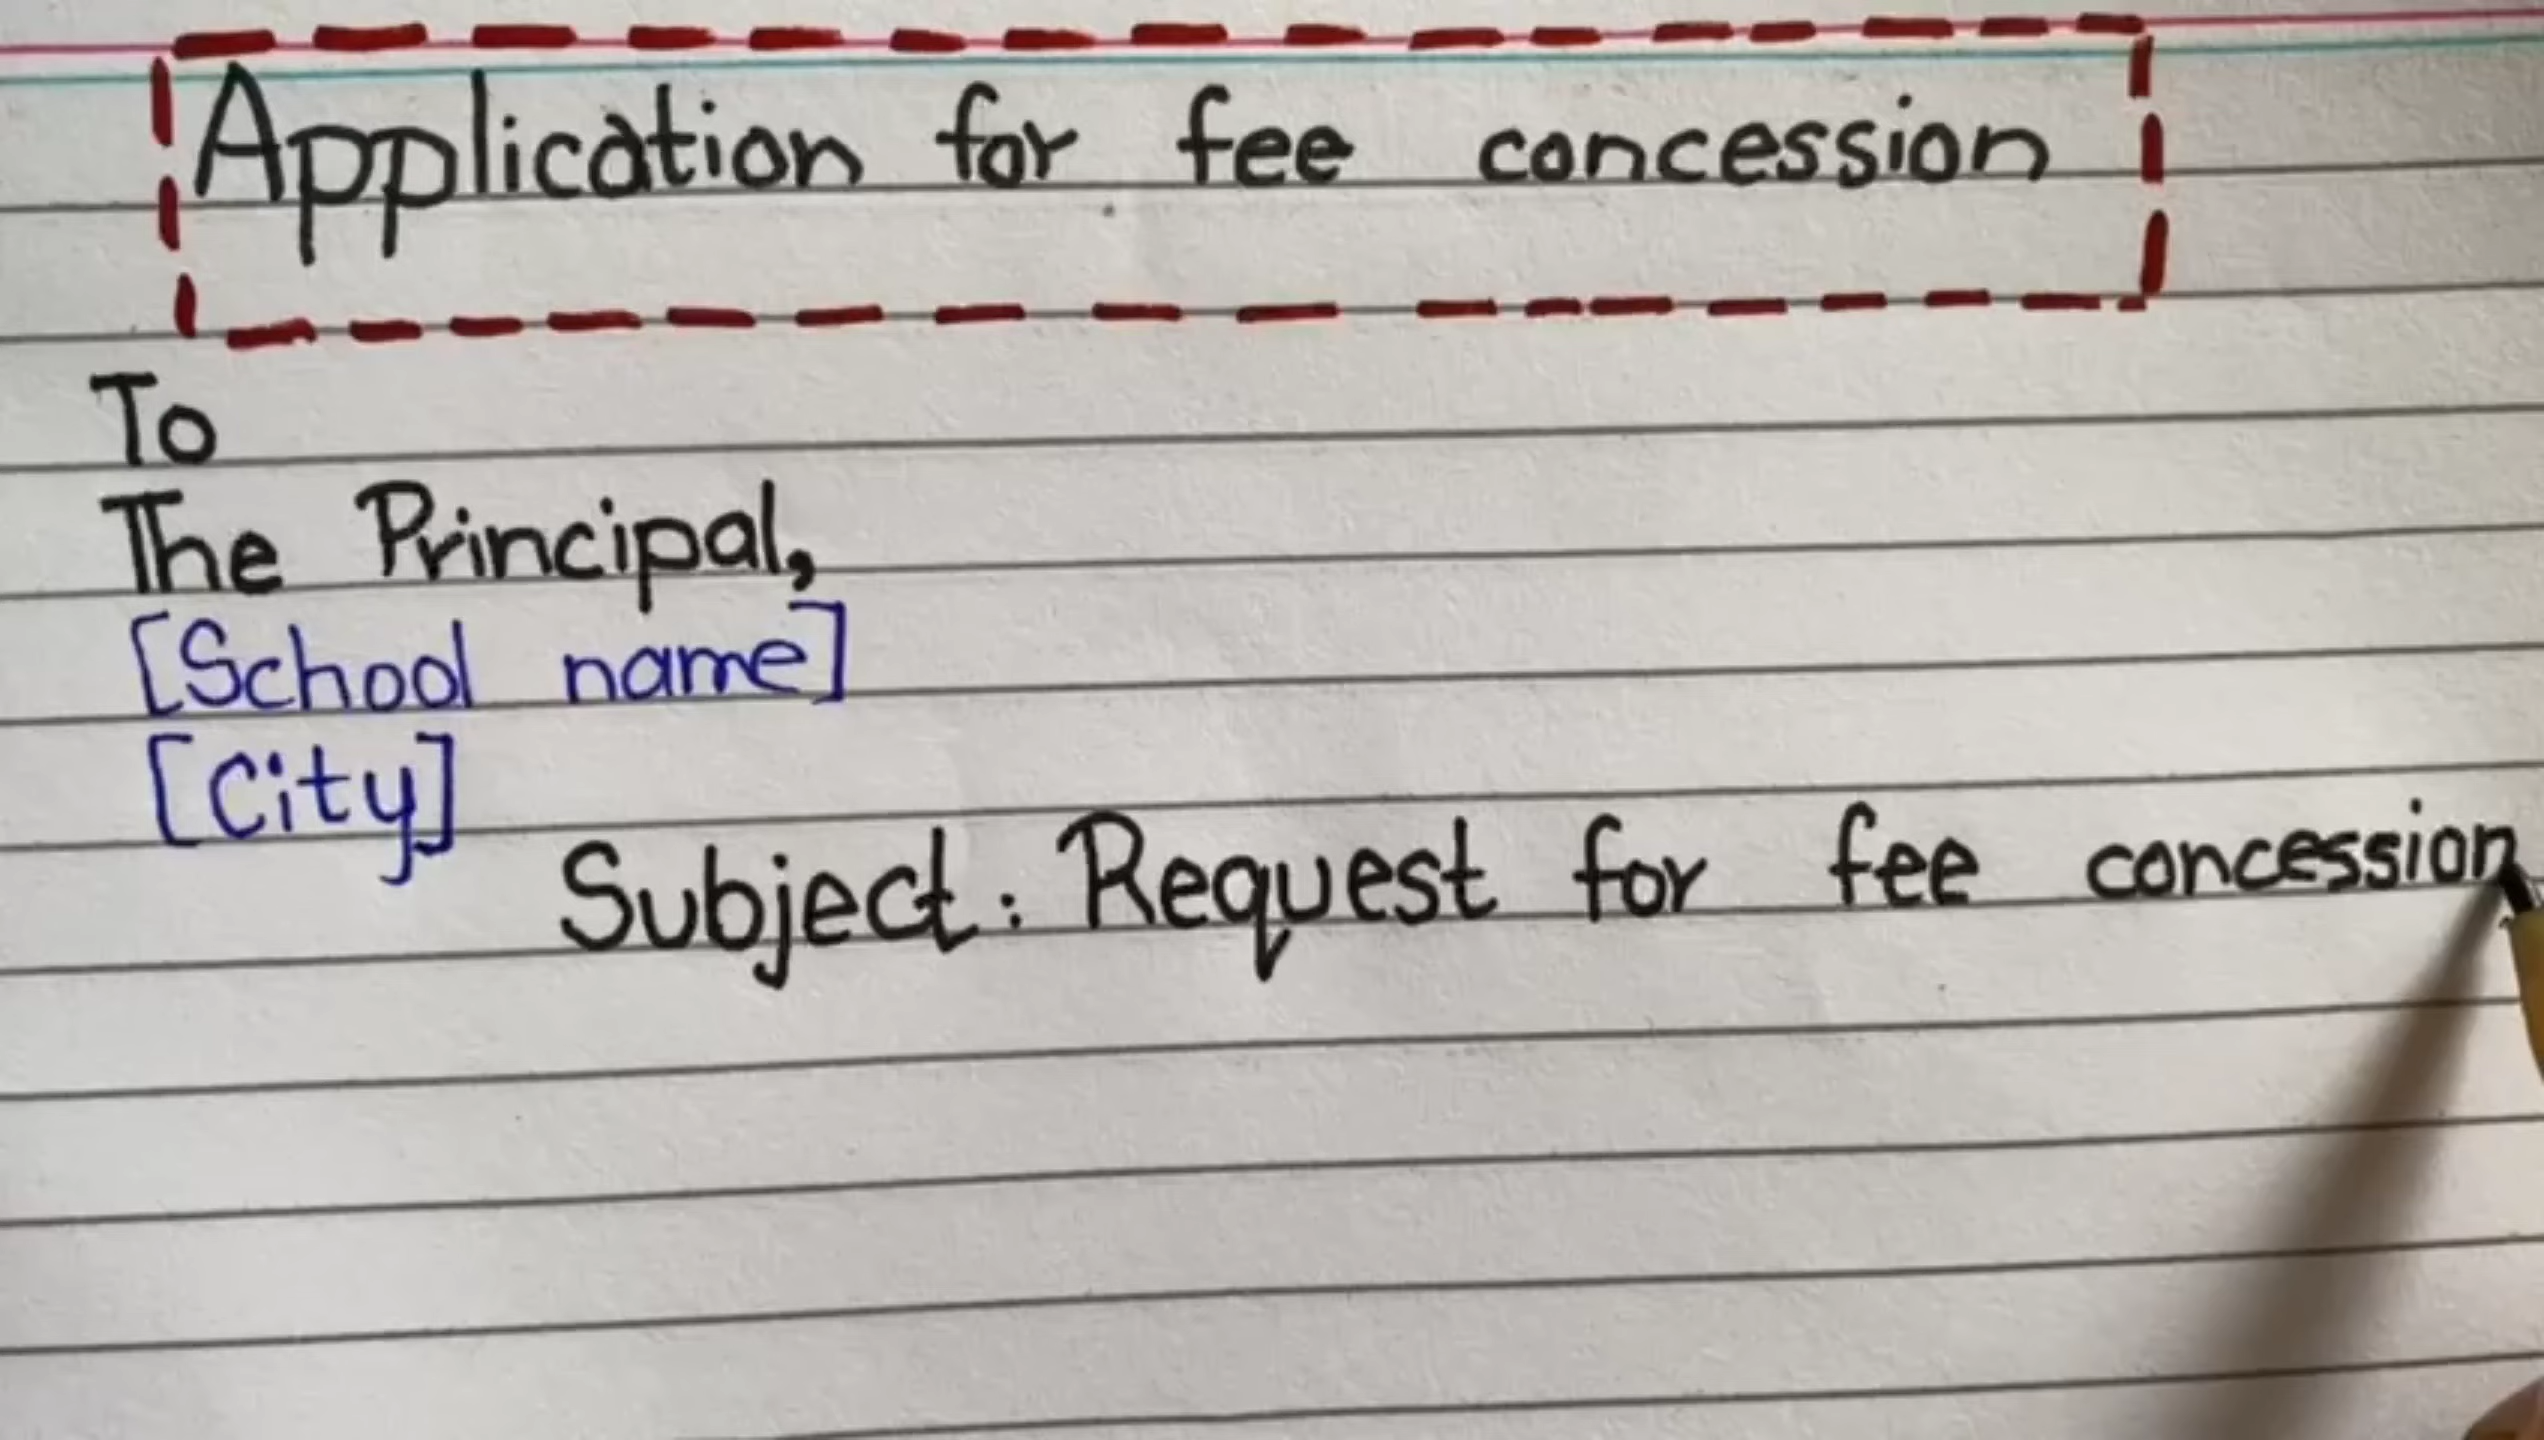 Application for fee concession
To
The Principal,
[School name]
[City]
Subject: Request for fee concession